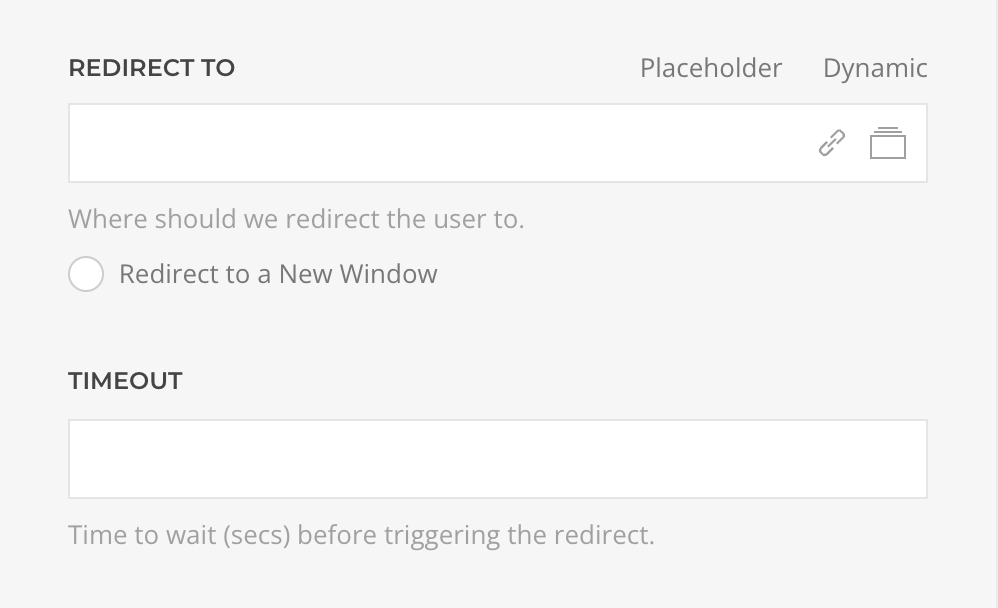 REDIRECT TO Placeholder Dynamic
Where should we redirect the user to.
Redirect to a New Window
TIMEOUT
Time to wait (secs) before triggering the redirect.